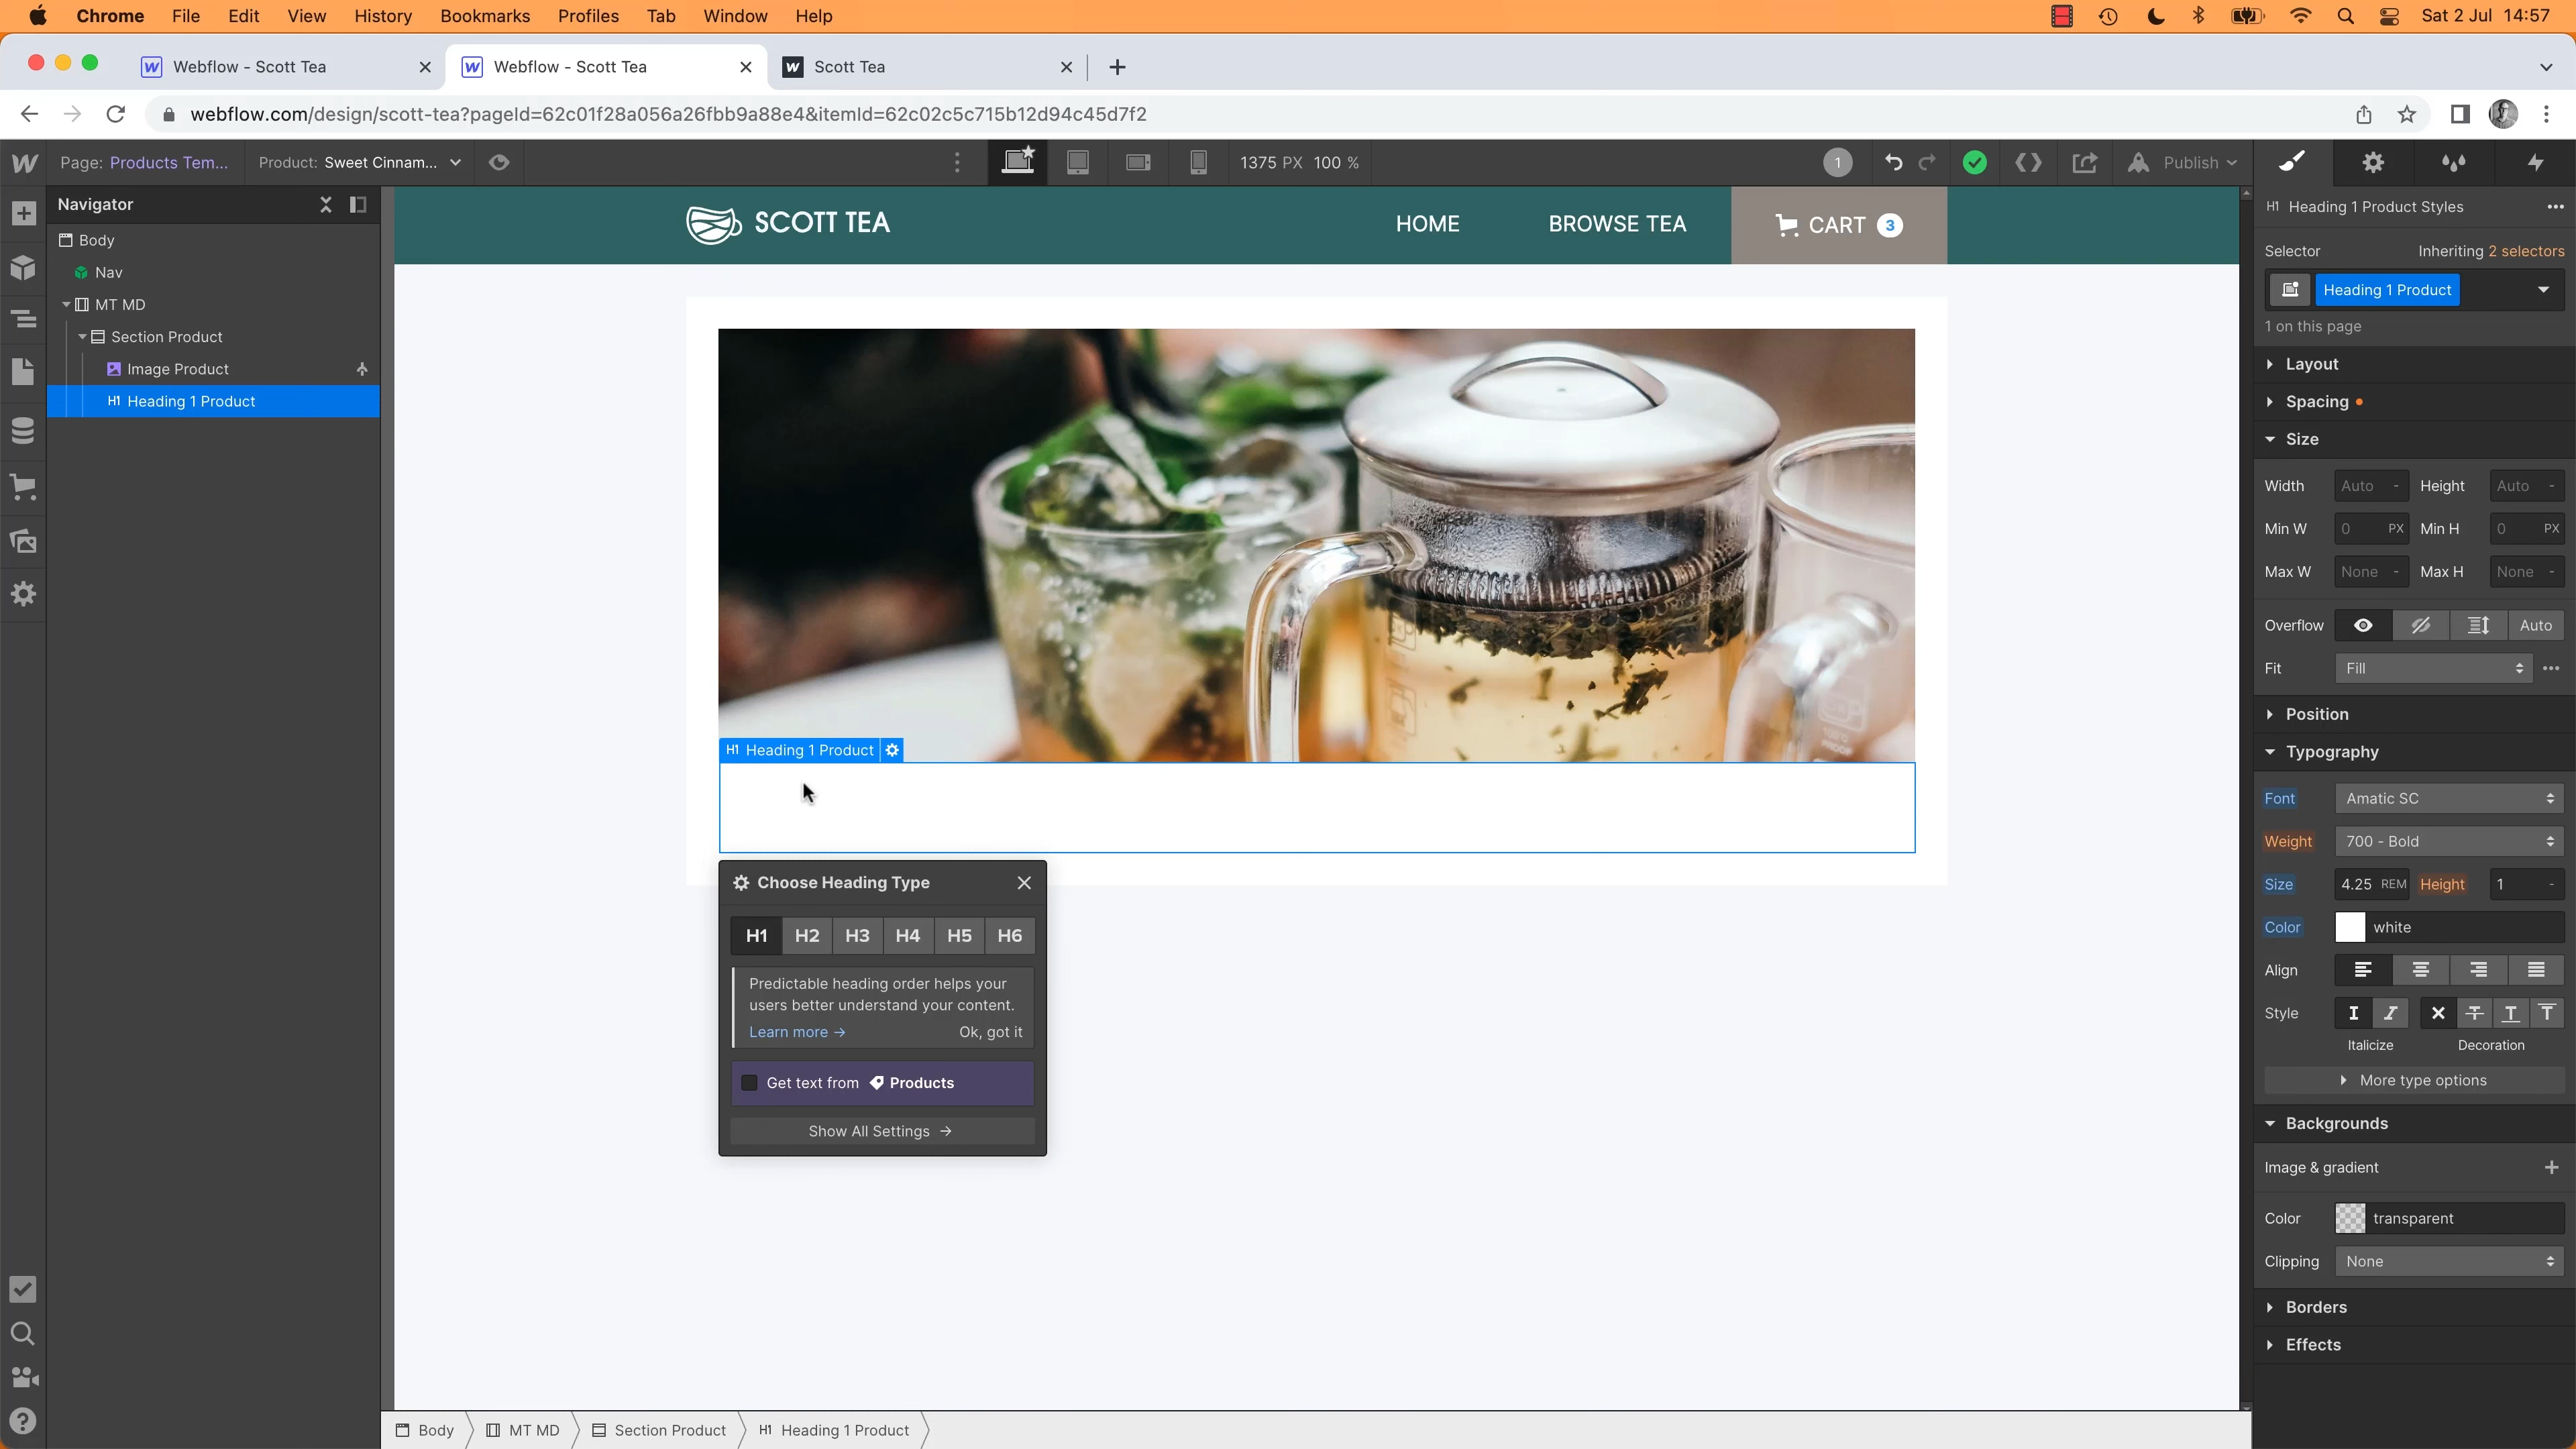 Chrome File Edit View History Bookmarks Profiles Tab Window Help Sat 2 Jul 14:57
Webflow - Scott Tea
Webflow - Scott Tea
Scott Tea
webflow.com/design/scott-tea?pageId=62c01f28a056a26fbb9a88e4&itemId=62c02c5c715b12d94c45d7f2
Page: Products Tem... Product: Sweet Cinnam... 1375 PX 100 % 1 Publish
Navigator
Body
Nav
MT MD
Section Product
Image Product
H1 Heading 1 Product
SCOTT TEA HOME BROWSE TEA CART 3
H1 Heading 1 Product
Choose Heading Type
H1 H2 H3 H4 H5 H6
Predictable heading order helps your
users better understand your content.
Learn more → Ok, got it
Get text from Products
Show All Settings →
Body MT MD Section Product H1 Heading 1 Product
H1 Heading 1 Product Styles
Selector Inheriting 2 selectors
Heading 1 Product
1 on this page
Layout
Spacing
Size
Width Auto - Height Auto -
Min W 0 PX Min H 0 PX
Max W None - Max H None -
Overflow Auto
Fit Fill
Position
Typography
Font Amatic SC
Weight 700 - Bold
Size 4.25 REM Height 1 -
Color white
Align
Style
Italicize Decoration
More type options
Backgrounds
Image & gradient
Color transparent
Clipping None
Borders
Effects